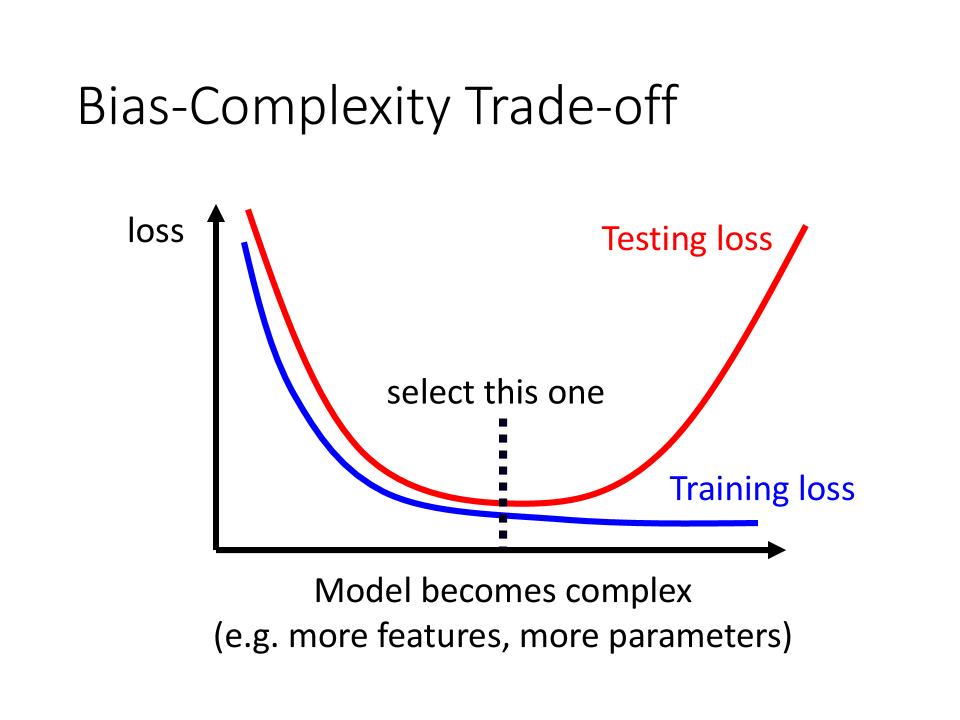 Bias-Complexity Trade-off
loss
Testing loss
select this one
Training loss
Model becomes complex
(e.g. more features, more parameters)